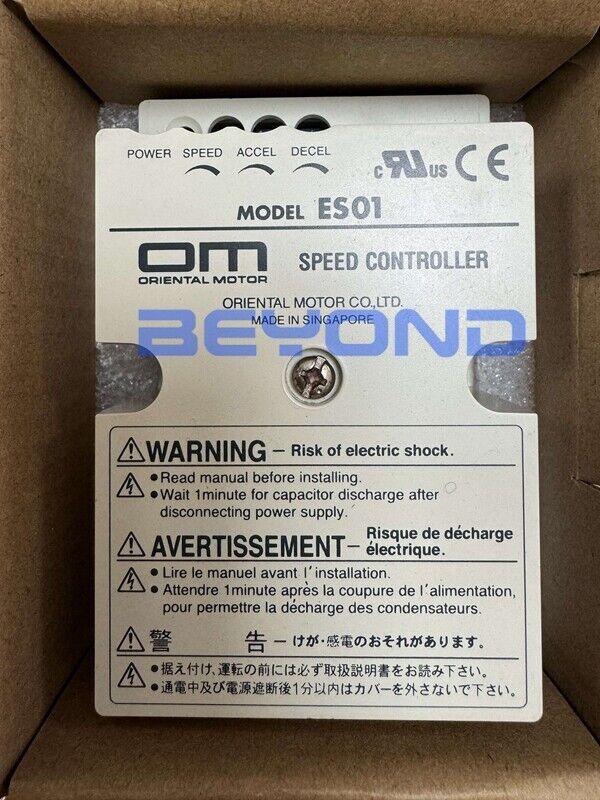 POWER SPEED ACCEL DECEL
c RU US CE
MODEL ES01
OM
ORIENTAL MOTOR
SPEED CONTROLLER
ORIENTAL MOTOR CO.,LTD.
MADE IN SINGAPORE
BEYOND
WARNING – Risk of electric shock.
• Read manual before installing.
• Wait 1minute for capacitor discharge after
disconnecting power supply.
AVERTISSEMENT – Risque de décharge
électrique.
• Lire le manuel avant l'installation.
• Attendre 1minute après la coupure de l'alimentation,
pour permettre la décharge des condensateurs.
警 告 – けが・感電のおそれがあります。
• 据え付け、運転の前には必ず取扱説明書をお読み下さい。
• 通電中及び電源遮断後1分以内はカバーを外さないで下さい。